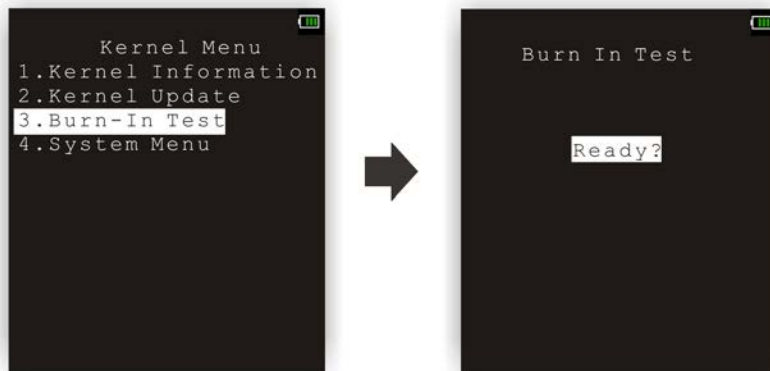 Kernel Menu
1.Kernel Information
2.Kernel Update
3.Burn-In Test
4.System Menu
Burn In Test
Ready?